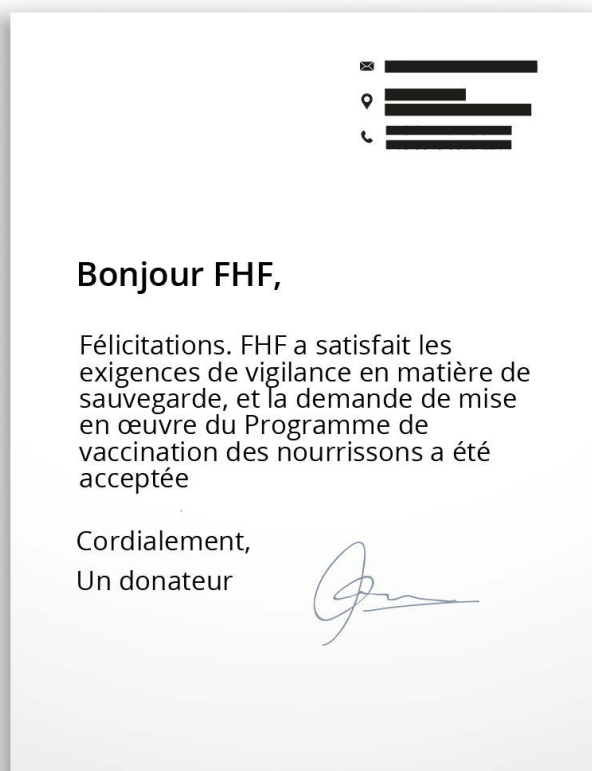 Bonjour FHF,
Félicitations. FHF a satisfait les
exigences de vigilance en matière de
sauvegarde, et la demande de mise
en œuvre du Programme de
vaccination des nourrissons a été
acceptée
Cordialement,
Un donateur